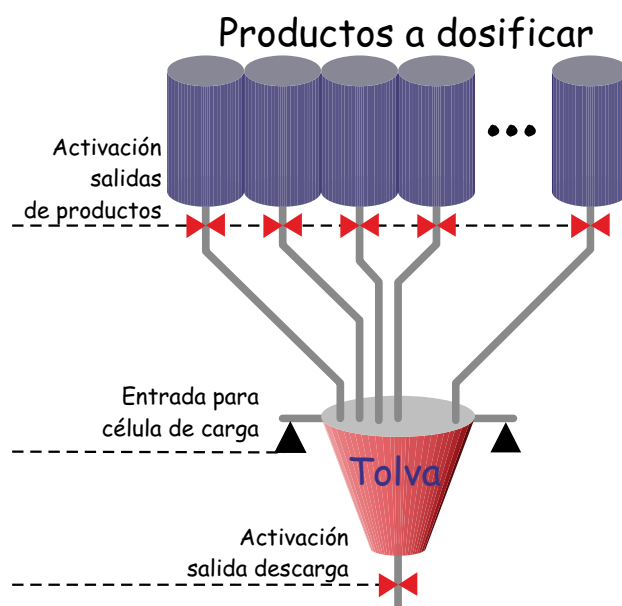 Productos a dosificar
Activación
salidas
de productos
Entrada para
célula de carga
Tolva
Activación
salida descarga